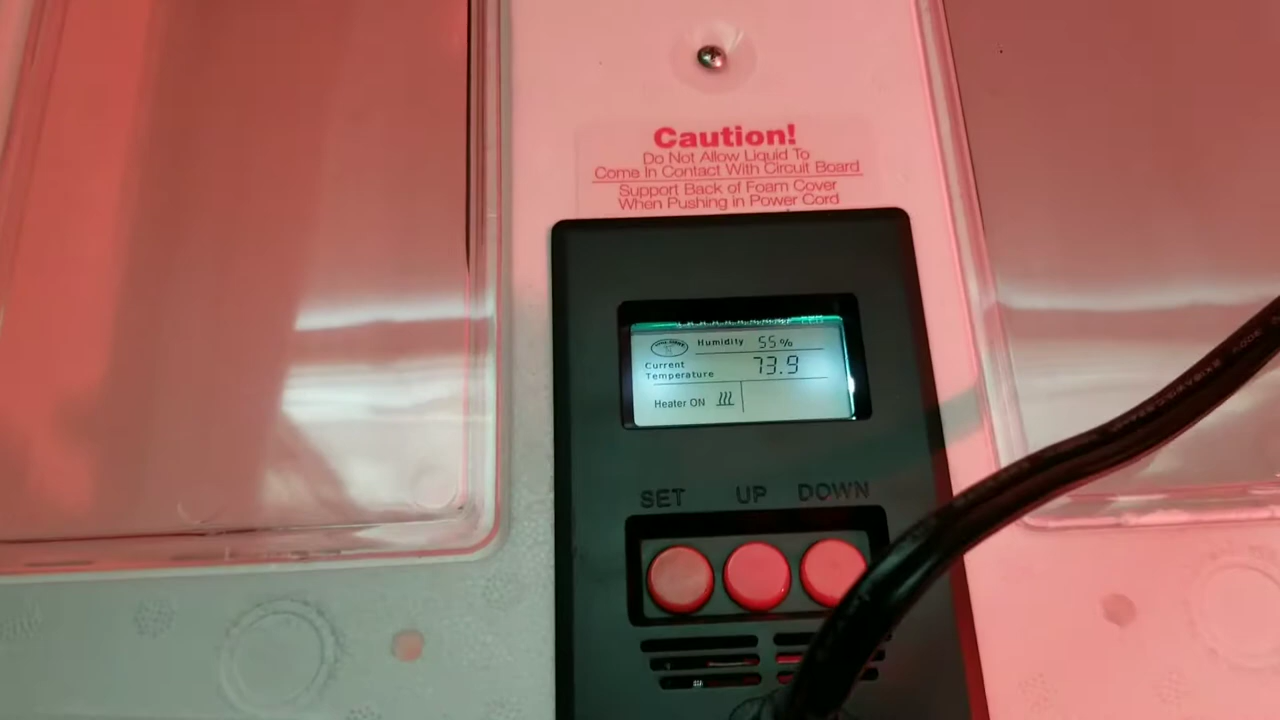 Caution!
Do Not Allow Liquid To
Come In Contact With Circuit Board
Support Back of Foam Cover
When Pushing in Power Cord
Humidity 55%
Current
Temperature 73.9
Heater ON
SET UP DOWN